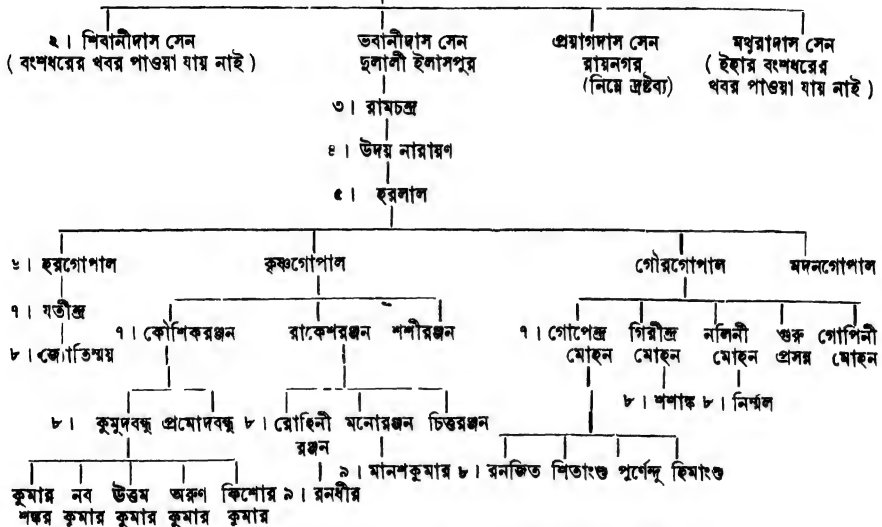 ২। শিবানীদাস সেন ভবানীদাস সেন প্রয়াগদাস সেন মথুরাদাস সেন
( বংশধরের খবর পাওয়া যায় নাই ) দুলালী ইলাসপুর রায়নগর ( ইহার বংশধরের
(নিম্নে দ্রষ্টব্য) খবর পাওয়া যায় নাই )
৩। রামচন্দ্র
৪। উদয় নারায়ণ
৫। হরলাল
৬। হরগোপাল কৃষ্ণগোপাল গৌরগোপাল মদনগোপাল
৭। যতীন্দ্র
৭। কৌশিকরঞ্জন রাকেশরঞ্জন শশীরঞ্জন ৭। গোপেন্দ্র গিরীন্দ্র নলিনী গুরু গোপিনী
৮। জ্যোতিষ্ময় মোহন মোহন মোহন প্রসন্ন মোহন
৮। শশাঙ্ক ৮। নির্ম্মল
৮। কুমুদবন্ধু প্রমোদবন্ধু ৮। রোহিনী মনোরঞ্জন চিত্তরঞ্জন
রঞ্জন
৯। মানশকুমার ৮। রনজিত শিতাংশু পূর্ণেন্দু হিমাংশু
কুমার নব উত্তম অরুণ কিশোর ৯। রনধীর
শঙ্কর কুমার কুমার কুমার কুমার